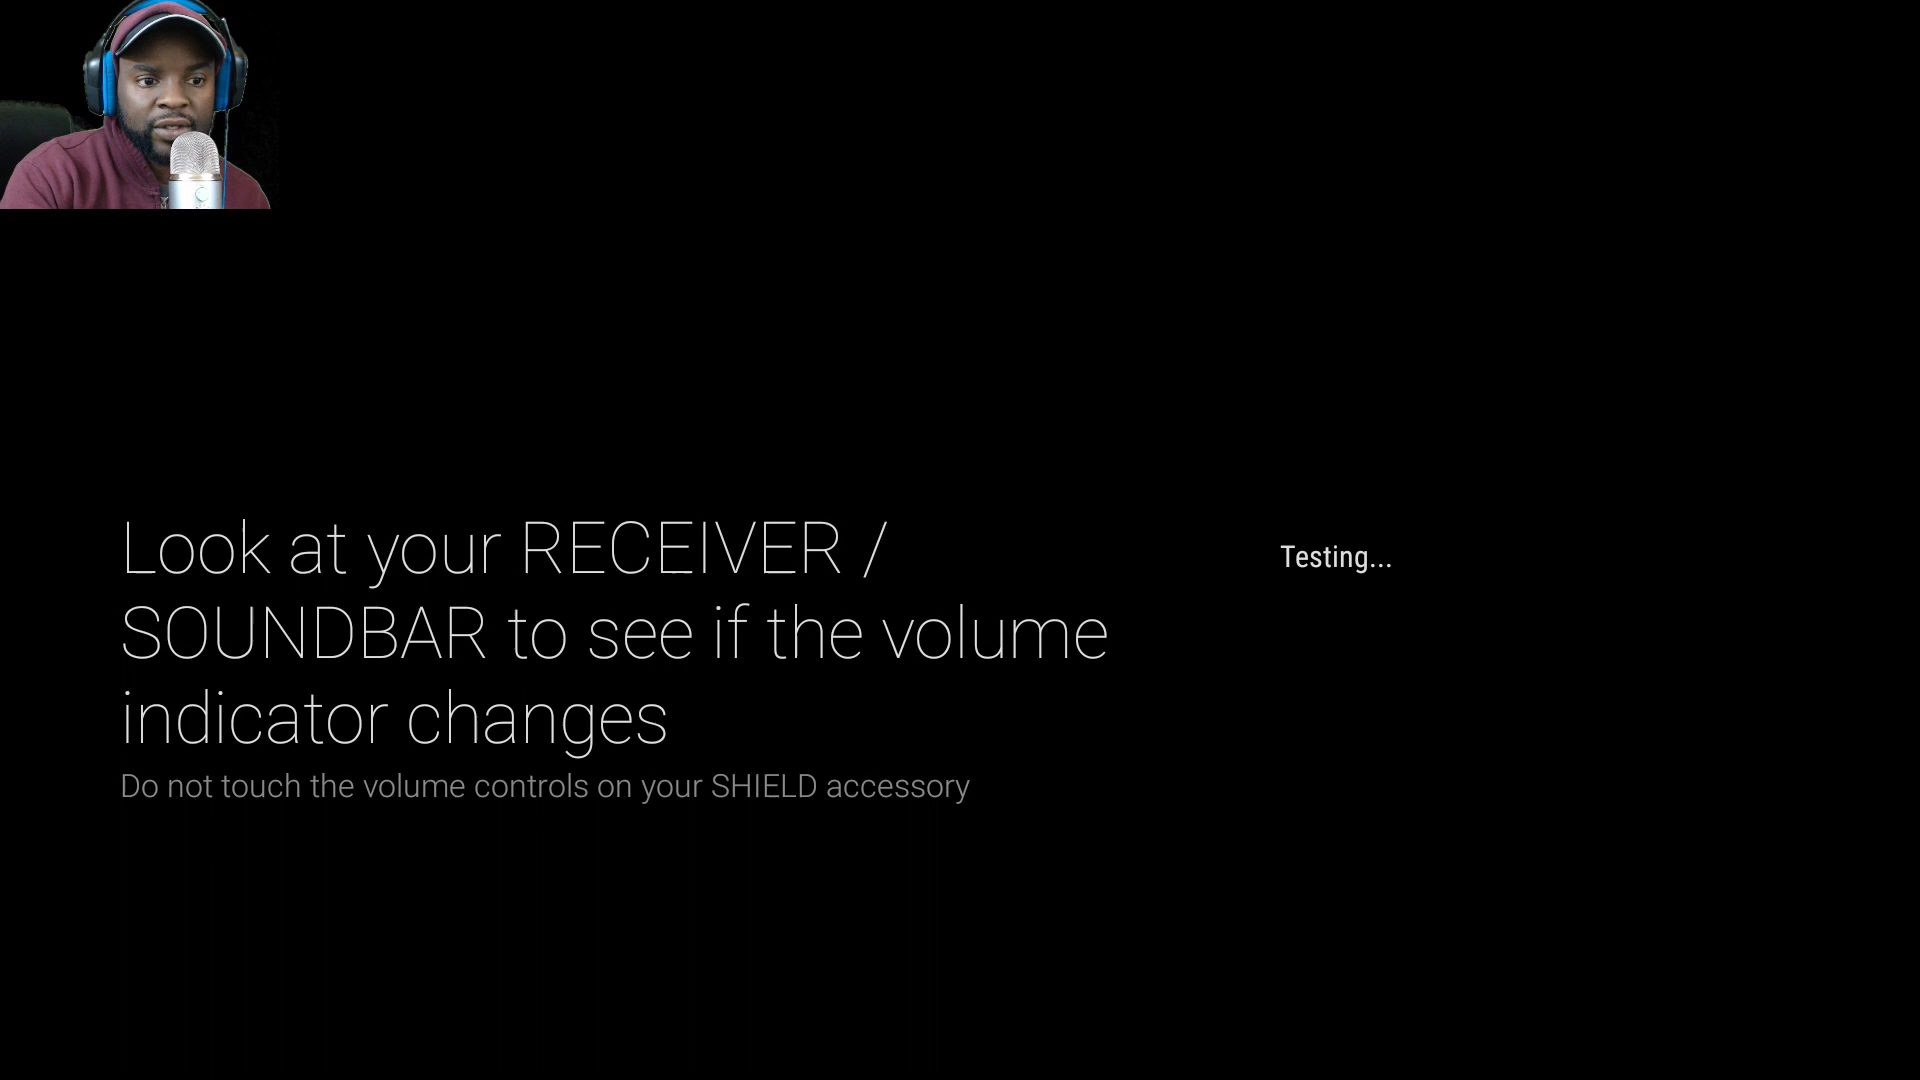 Look at your RECEIVER /
SOUNDBAR to see if the volume
indicator changes
Do not touch the volume controls on your SHIELD accessory
Testing...